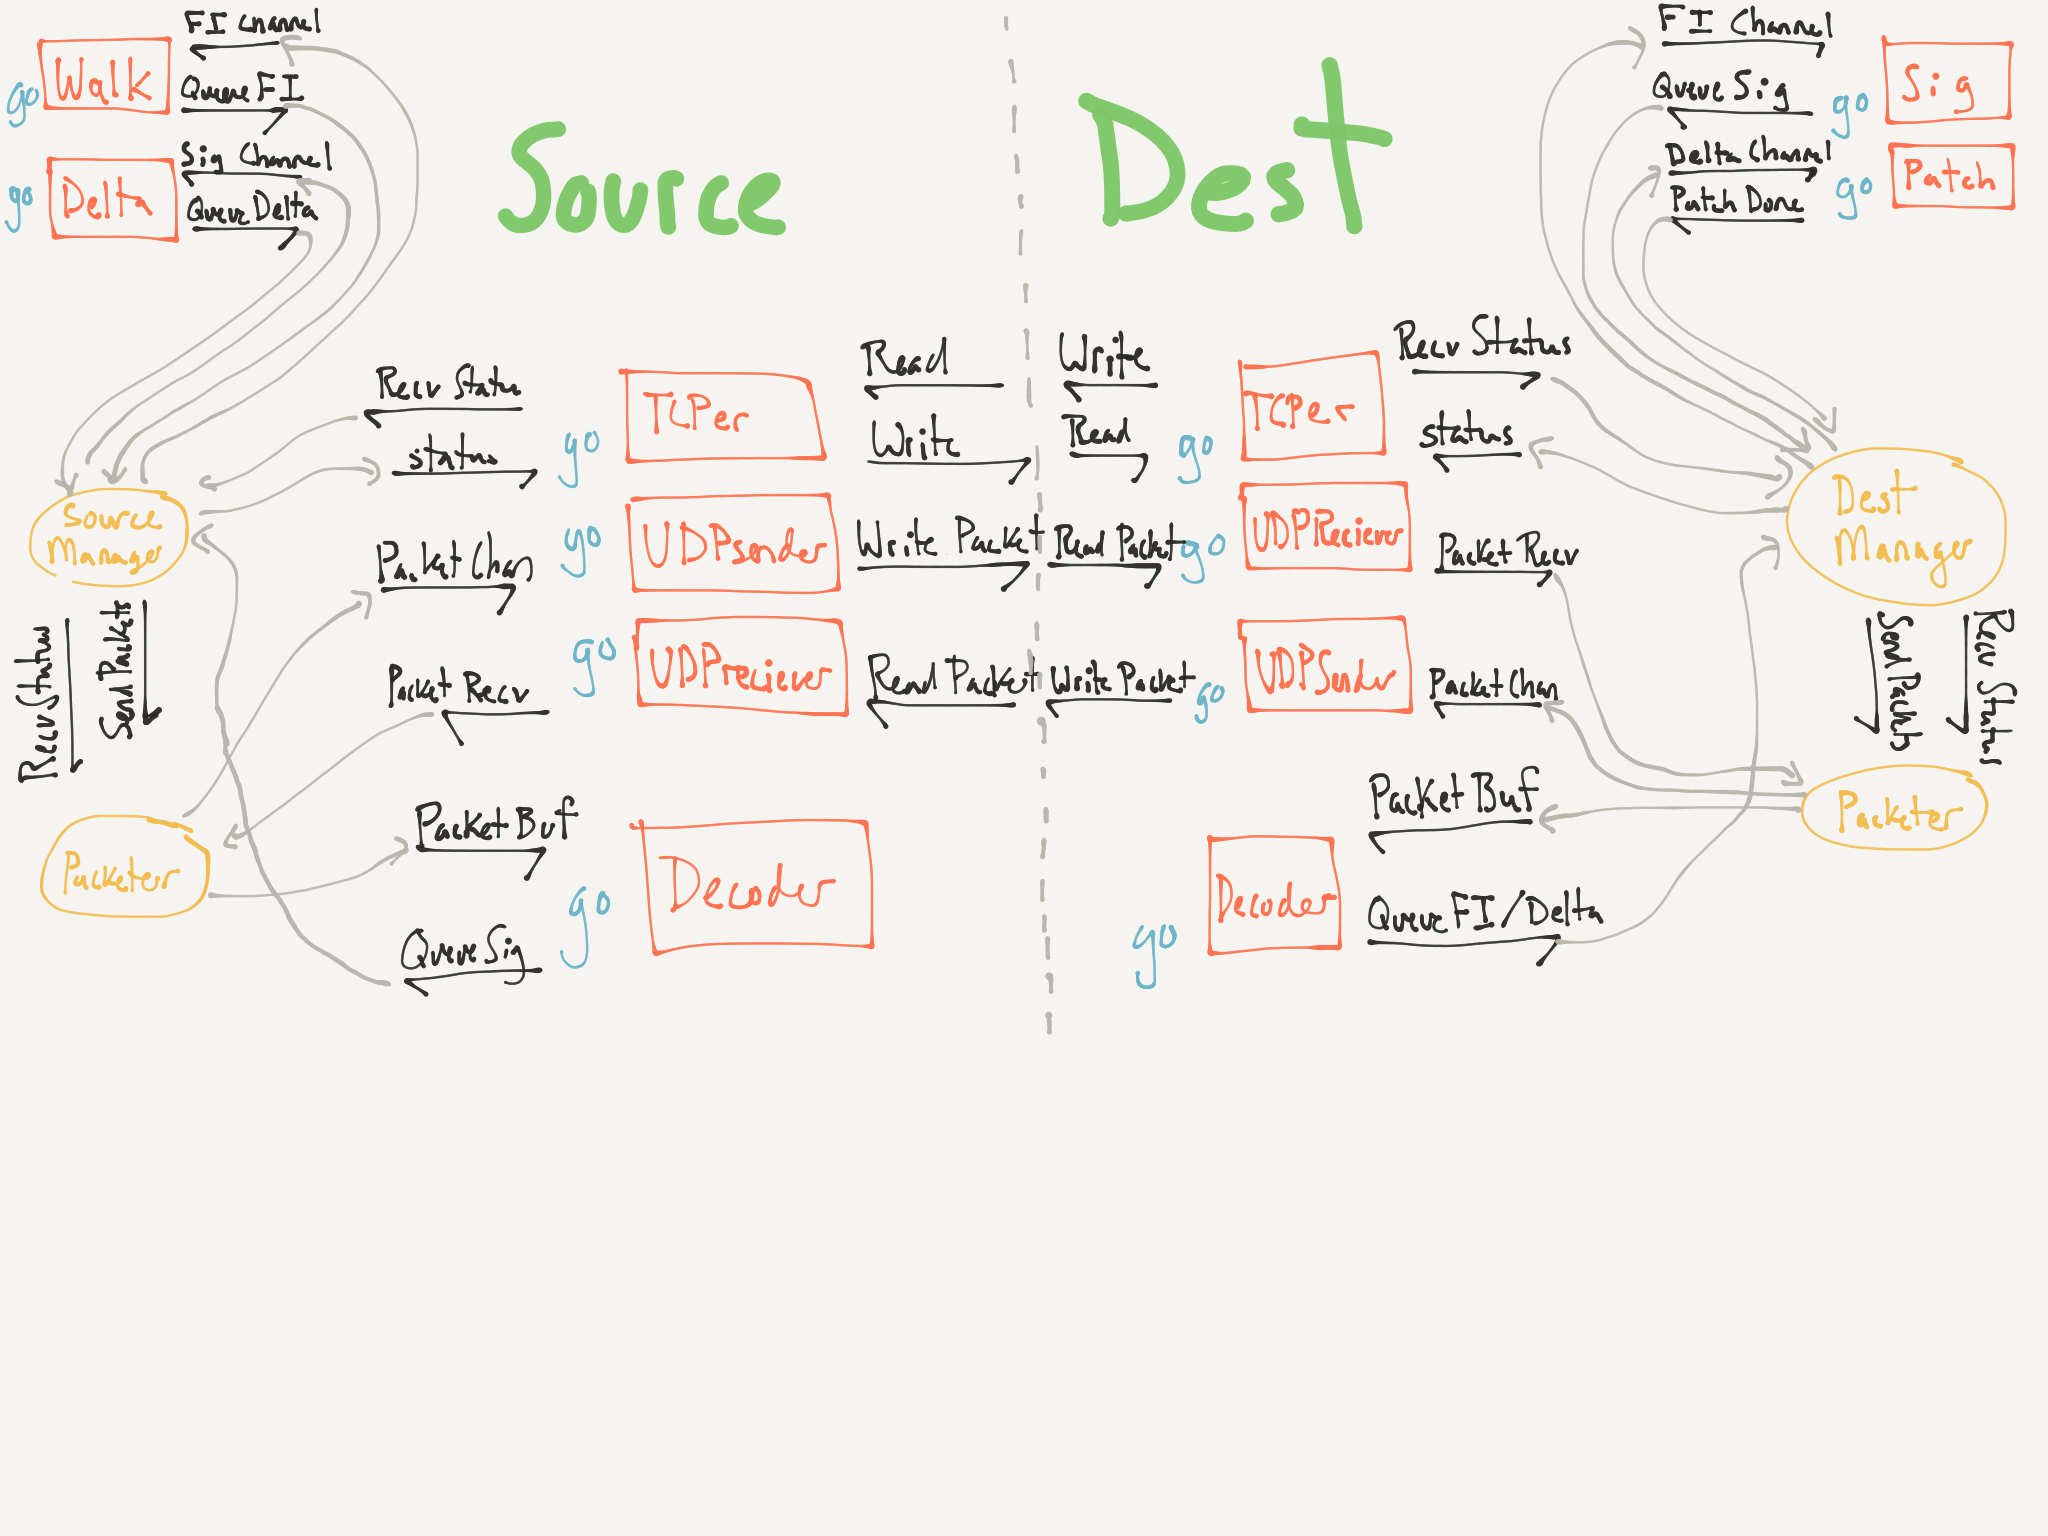 FI Channel
Walk
go
Queue FI
Sig Channel
Delta
go
Queue Delta
Source
Dest
FI Channel
Sig
go
Queue Sig
Delta Channel
Patch
go
Patch Done
Recv Status
status
go
TCPer
Read
Write
Write
Read
go
TCPer
Recv Status
status
Source
Manager
Packet Chan
go
UDPsender
Write Packet
Read Packet
go
UDPReciever
Packet Recv
Dest
Manager
Recv Status
Send Packets
Packet Recv
go
UDPreciever
Read Packet
Write Packet
go
UDPSender
Packet Chan
Send Packets
Recv Status
Packeter
Packet Buf
go
Decoder
Queue Sig
go
Decoder
Packet Buf
Queue FI/Delta
Packeter